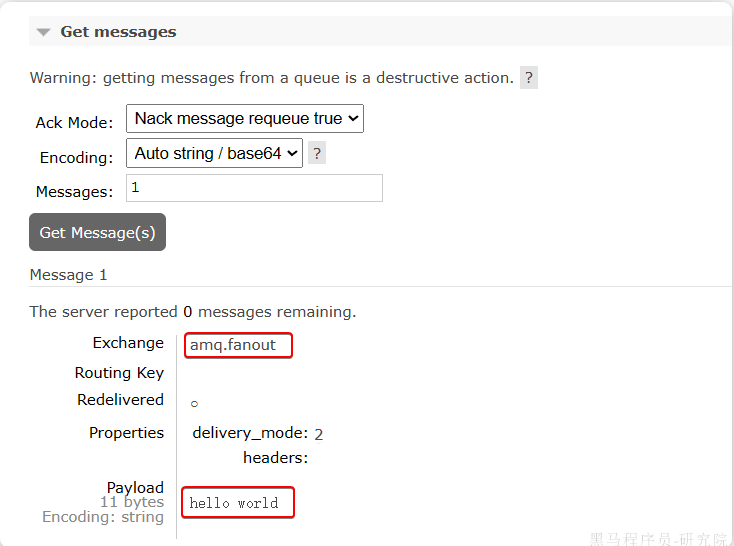 Get messages
Warning: getting messages from a queue is a destructive action. ?
Ack Mode: Nack message requeue true
Encoding: Auto string / base64 ?
Messages: 1
Get Message(s)
Message 1
The server reported 0 messages remaining.
Exchange amq.fanout
Routing Key
Redelivered ○
Properties delivery_mode: 2
headers:
Payload
11 bytes
Encoding: string
hello world
黑马程序员-研究院